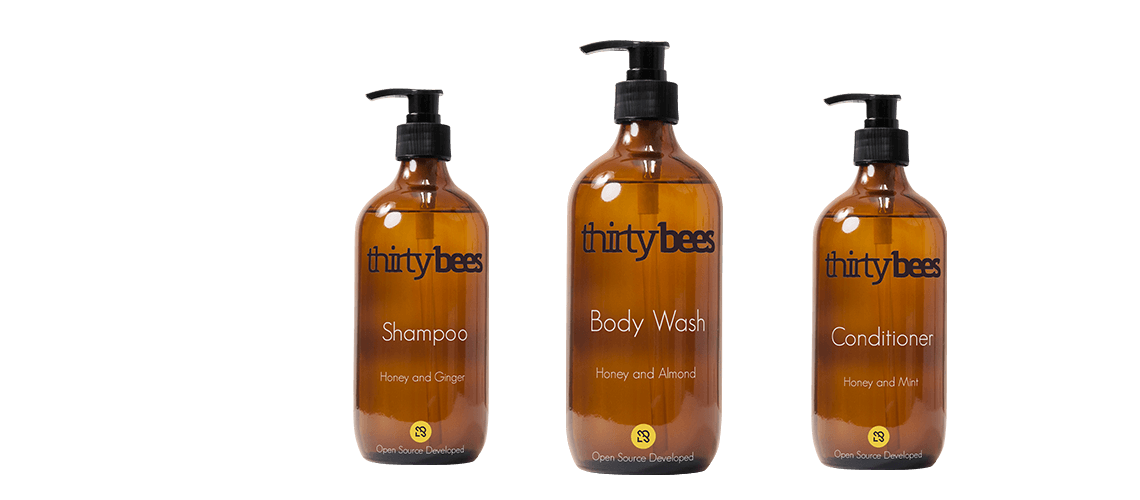 thirtybees
Shampoo
Honey and Ginger
Open Source Developed
thirtybees
Body Wash
Honey and Almond
Open Source Developed
thirtybees
Conditioner
Honey and Mint
Open Source Developed